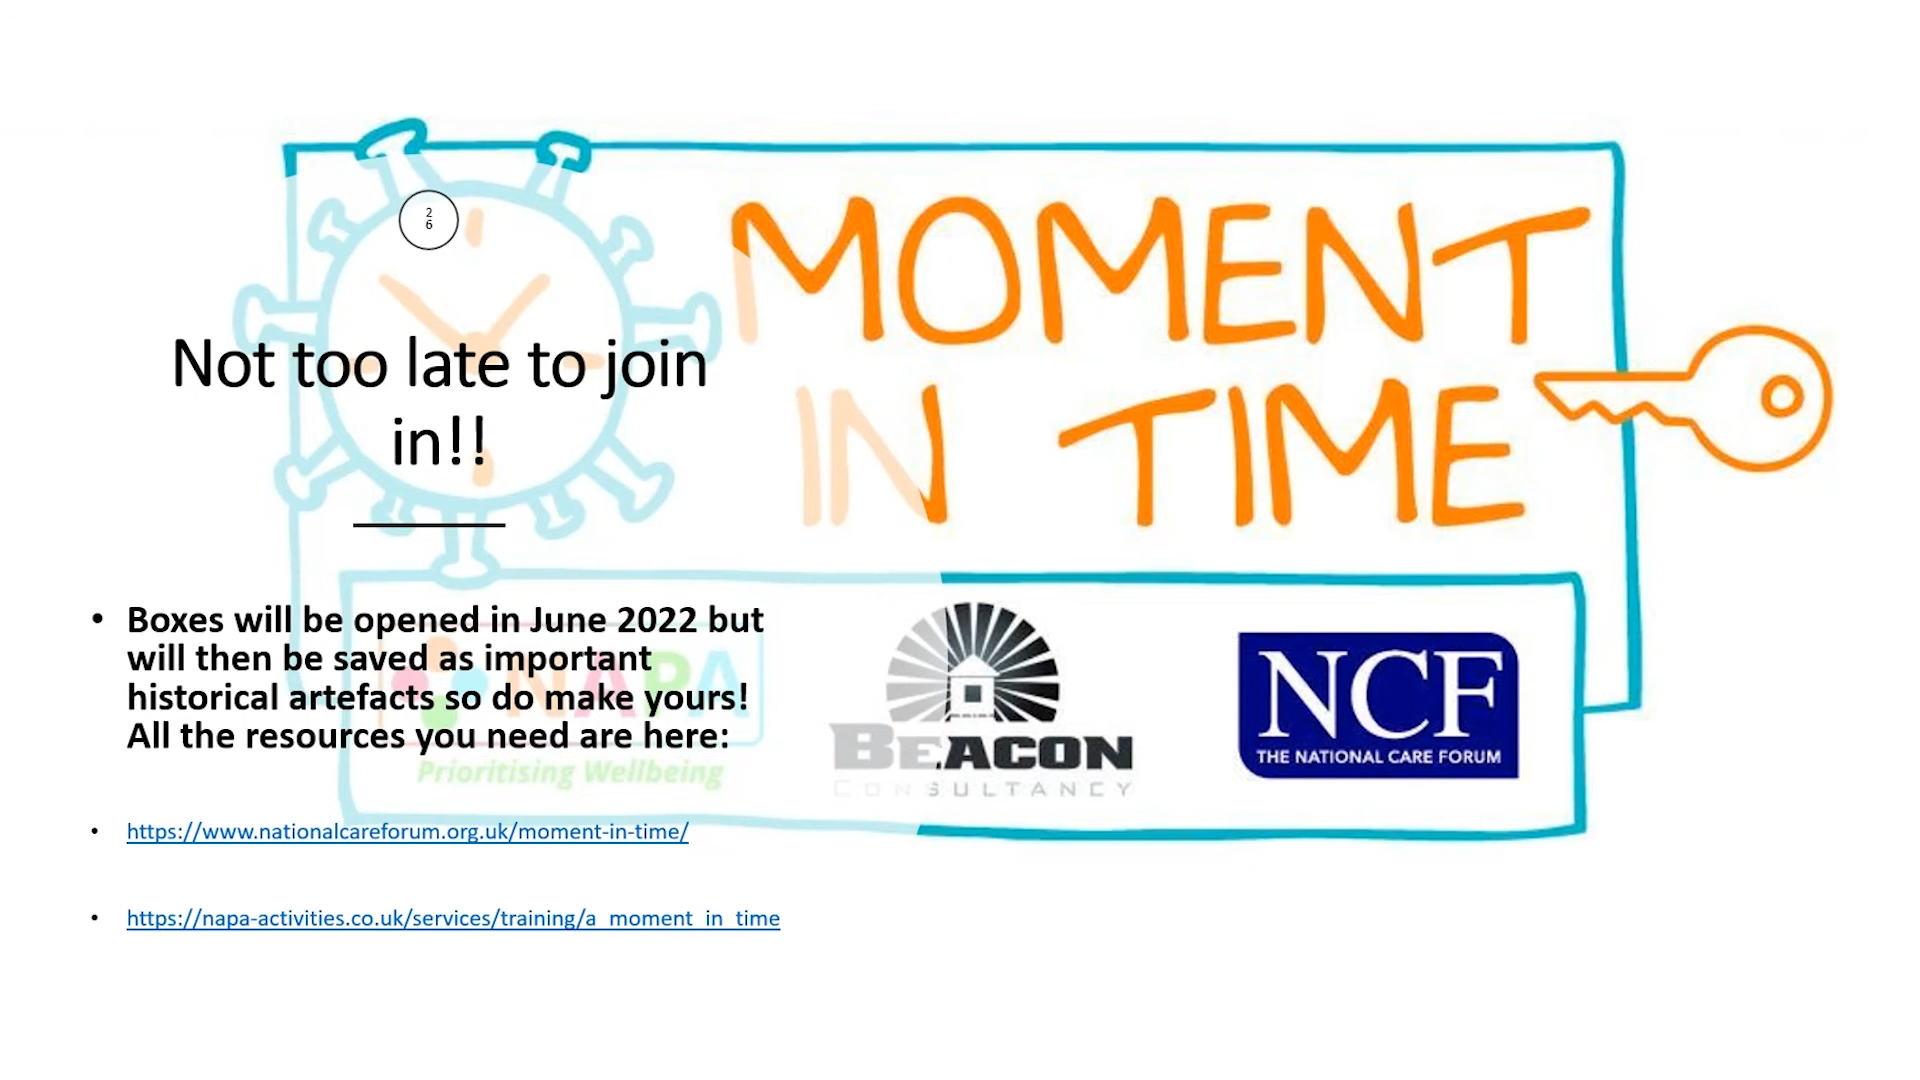 2
6
MOMENT
IN TIME
Not too late to join
in!!
• Boxes will be opened in June 2022 but
will then be saved as important
historical artefacts so do make yours!
All the resources you need are here:
NAPA
Prioritising Wellbeing
BEACON
CONSULTANCY
NCF
THE NATIONAL CARE FORUM
• https://www.nationalcareforum.org.uk/moment-in-time/
• https://napa-activities.co.uk/services/training/a_moment_in_time